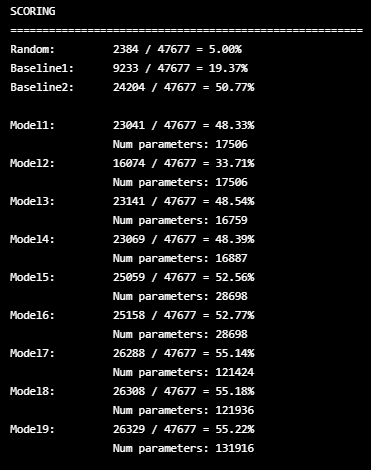 SCORING
======================================================
Random: 2384 / 47677 = 5.00%
Baseline1: 9233 / 47677 = 19.37%
Baseline2: 24204 / 47677 = 50.77%
Model1: 23041 / 47677 = 48.33%
Num parameters: 17506
Model2: 16074 / 47677 = 33.71%
Num parameters: 17506
Model3: 23141 / 47677 = 48.54%
Num parameters: 16759
Model4: 23069 / 47677 = 48.39%
Num parameters: 16887
Model5: 25059 / 47677 = 52.56%
Num parameters: 28698
Model6: 25158 / 47677 = 52.77%
Num parameters: 28698
Model7: 26288 / 47677 = 55.14%
Num parameters: 121424
Model8: 26308 / 47677 = 55.18%
Num parameters: 121936
Model9: 26329 / 47677 = 55.22%
Num parameters: 131916